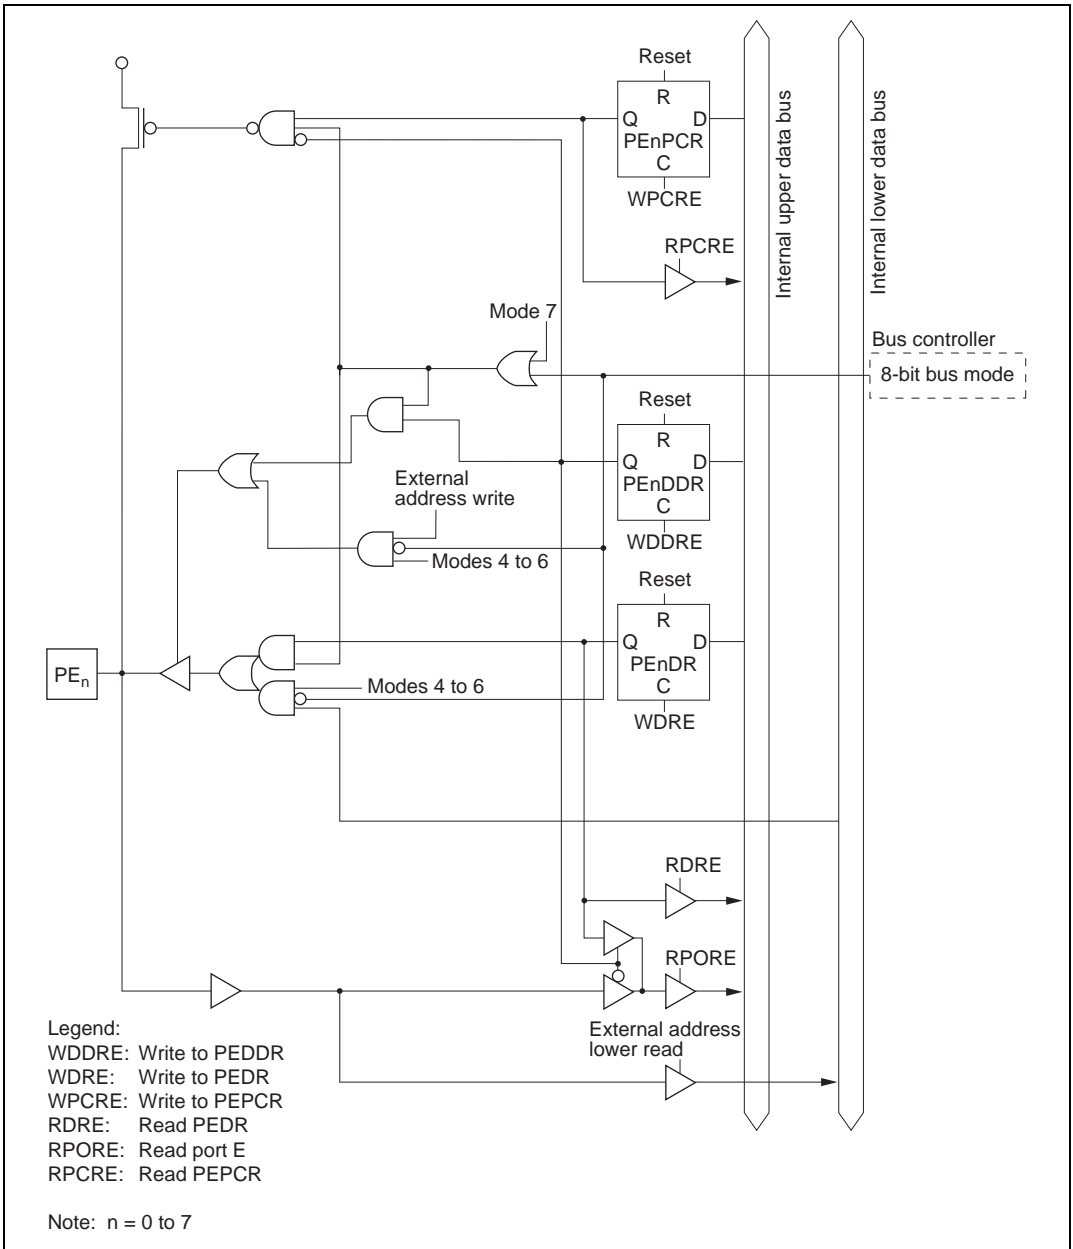 Reset
R
Q D
PEnPCR
C
WPCRE
Internal upper data bus
Internal lower data bus
RPCRE
Mode 7
Bus controller
8-bit bus mode
Reset
R
Q D
PEnDDR
C
WDDRE
External
address write
Modes 4 to 6
Reset
R
Q D
PEnDR
C
WDRE
PEn
Modes 4 to 6
RDRE
RPORE
External address
lower read
Legend:
WDDRE: Write to PEDDR
WDRE: Write to PEDR
WPCRE: Write to PEPCR
RDRE: Read PEDR
RPORE: Read port E
RPCRE: Read PEPCR
Note: n = 0 to 7